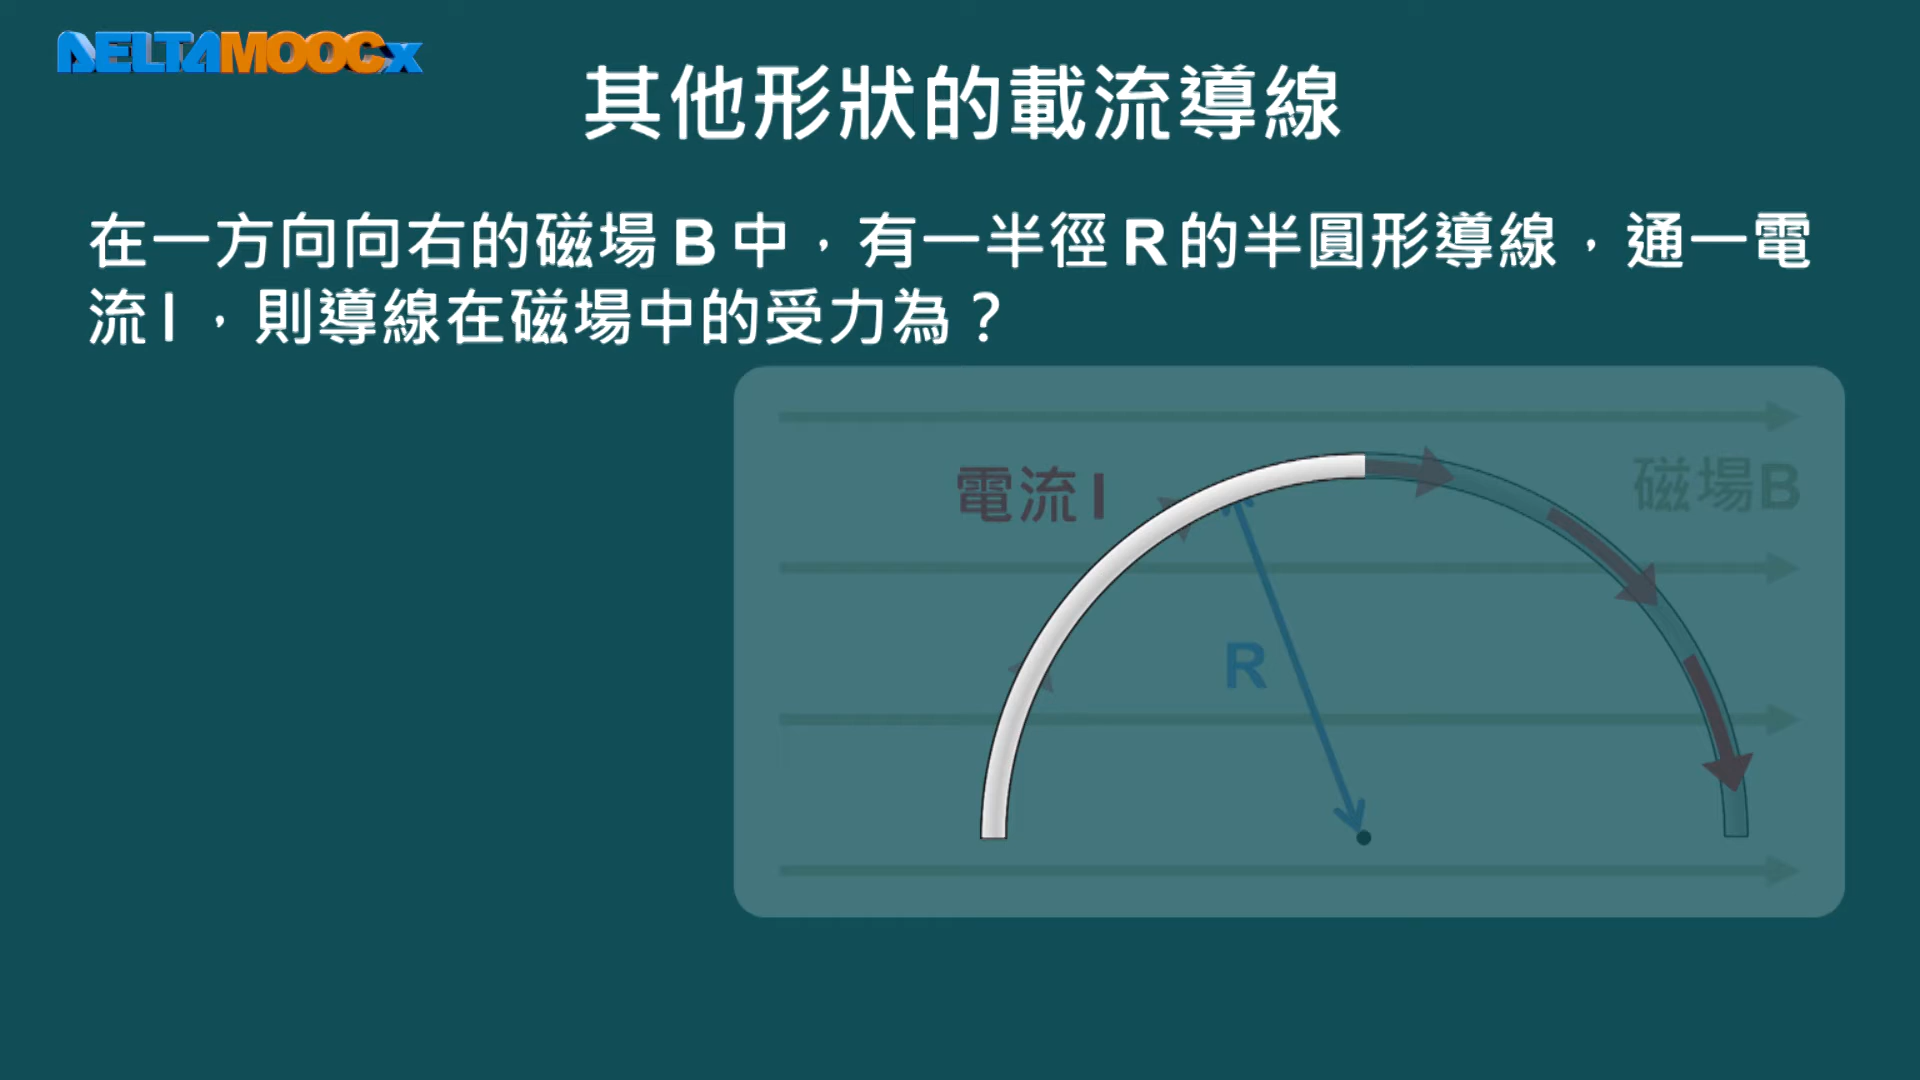 DELTAMOOCx
其他形狀的載流導線
在一方向向右的磁場 B 中，有一半徑 R 的半圓形導線，通一電
流 I ，則導線在磁場中的受力為？
電流 I
磁場B
R